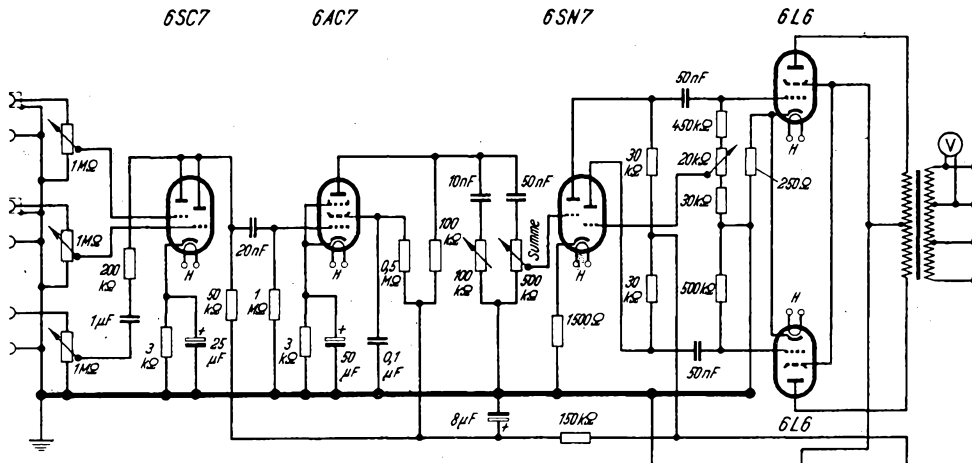 6SC7 6AC7 6SN7 6L6
50nF
450kΩ
H
V
1MΩ
30 kΩ
20kΩ
250Ω
10nF
50nF
30kΩ
1MΩ
20nF
H
H
100 kΩ
Summe
H
200 kΩ
0,5 MΩ
100 kΩ
500 kΩ
30 kΩ
500kΩ
H
1µF
50 kΩ
1 MΩ
1500Ω
1MΩ
3 kΩ
+
25 µF
3 kΩ
+
50 µF
0,1 µF
50nF
8µF
+
150kΩ
6L6